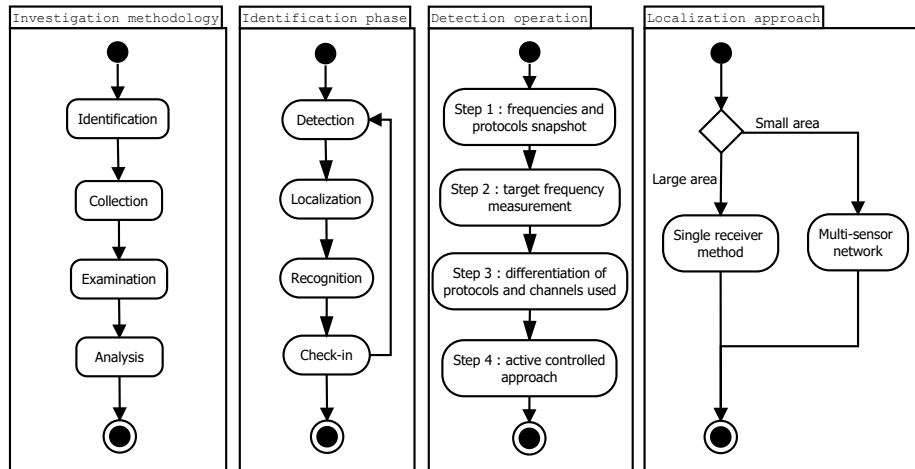 Investigation methodology
Identification
Collection
Examination
Analysis
Identification phase
Detection
Localization
Recognition
Check-in
Detection operation
Step 1 : frequencies and
protocols snapshot
Step 2 : target frequency
measurement
Step 3 : differentiation of
protocols and channels used
Step 4 : active controlled
approach
Localization approach
Small area
Large area
Single receiver
method
Multi-sensor
network